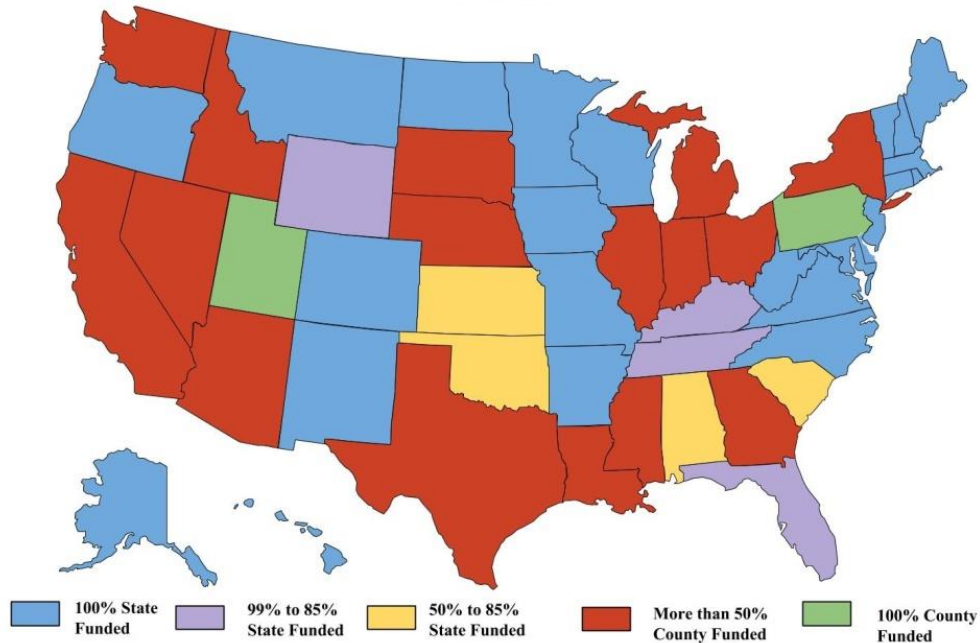 100% State
Funded
99% to 85%
State Funded
50% to 85%
State Funded
More than 50%
County Funded
100% County
Funded